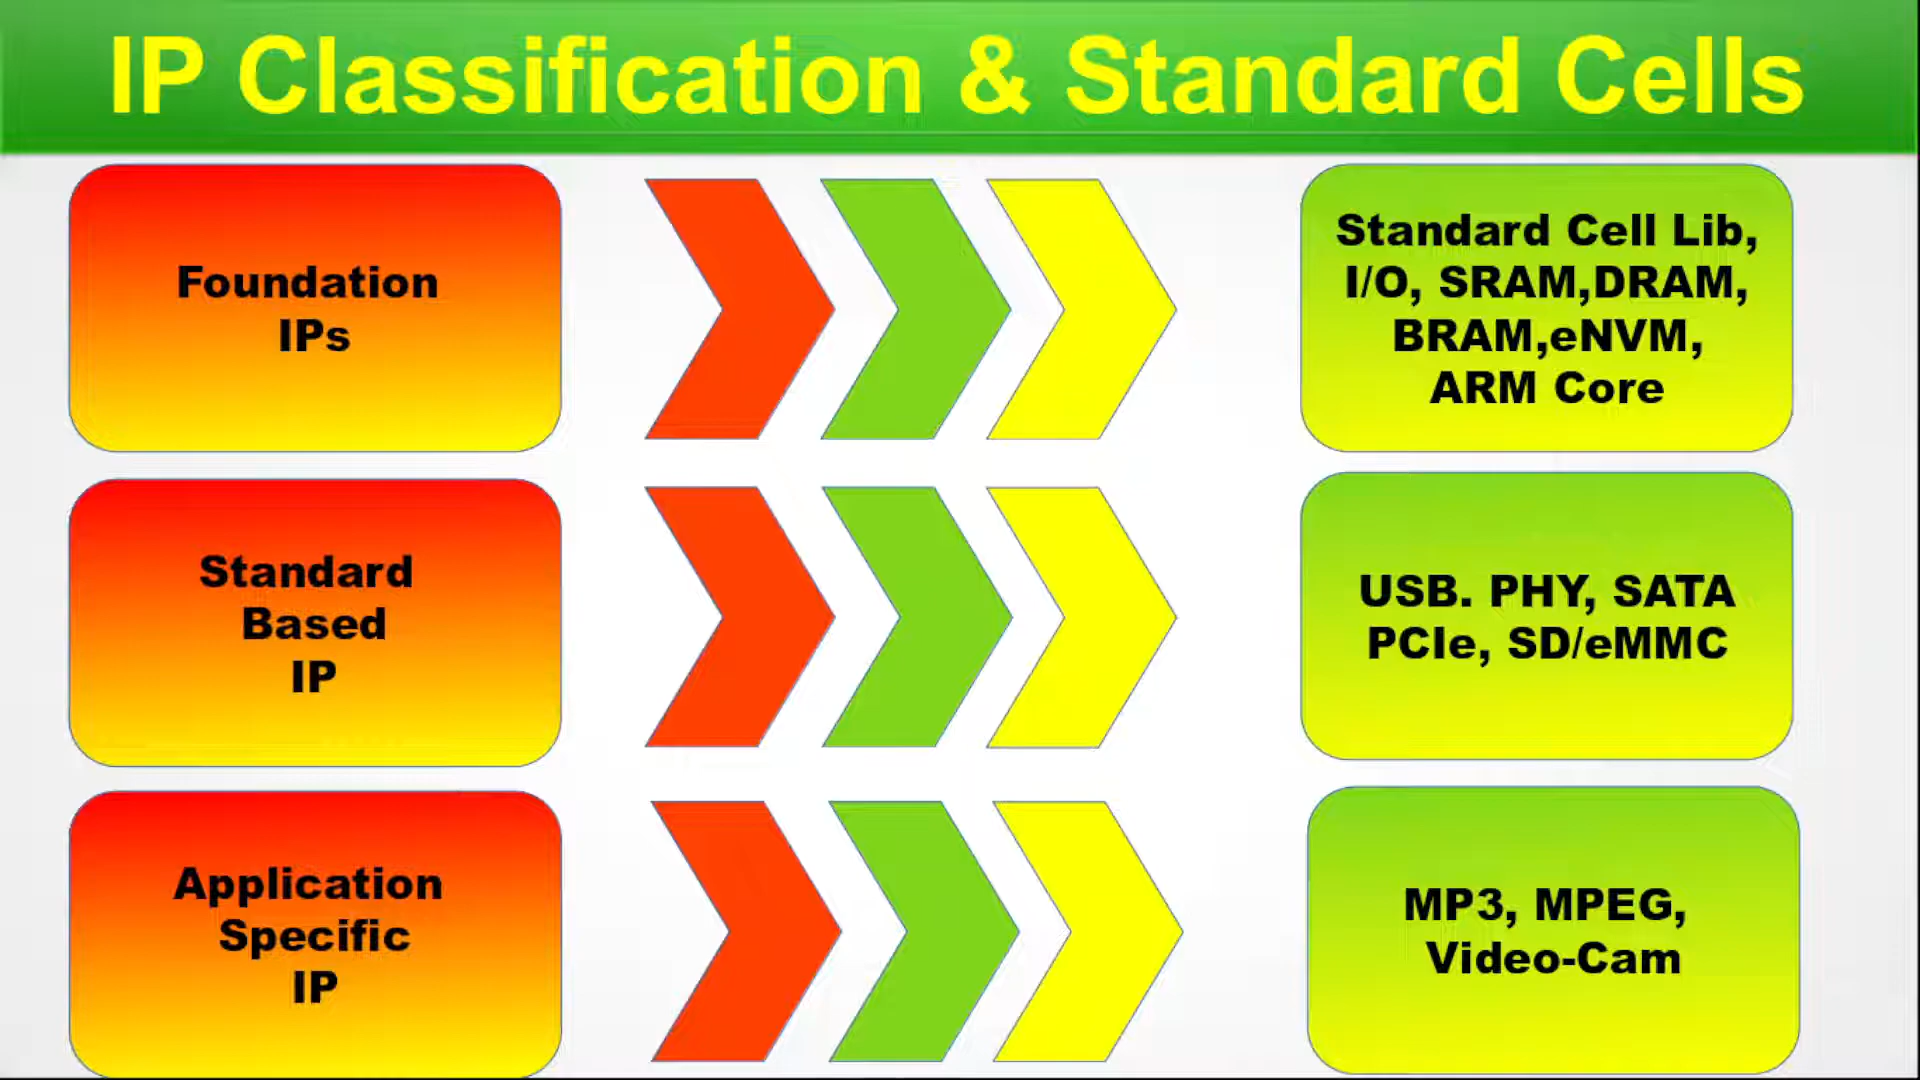 IP Classification & Standard Cells
Foundation
IPs
Standard Cell Lib,
I/O, SRAM,DRAM,
BRAM,eNVM,
ARM Core
Standard
Based
IP
USB. PHY, SATA
PCIe, SD/eMMC
Application
Specific
IP
MP3, MPEG,
Video-Cam